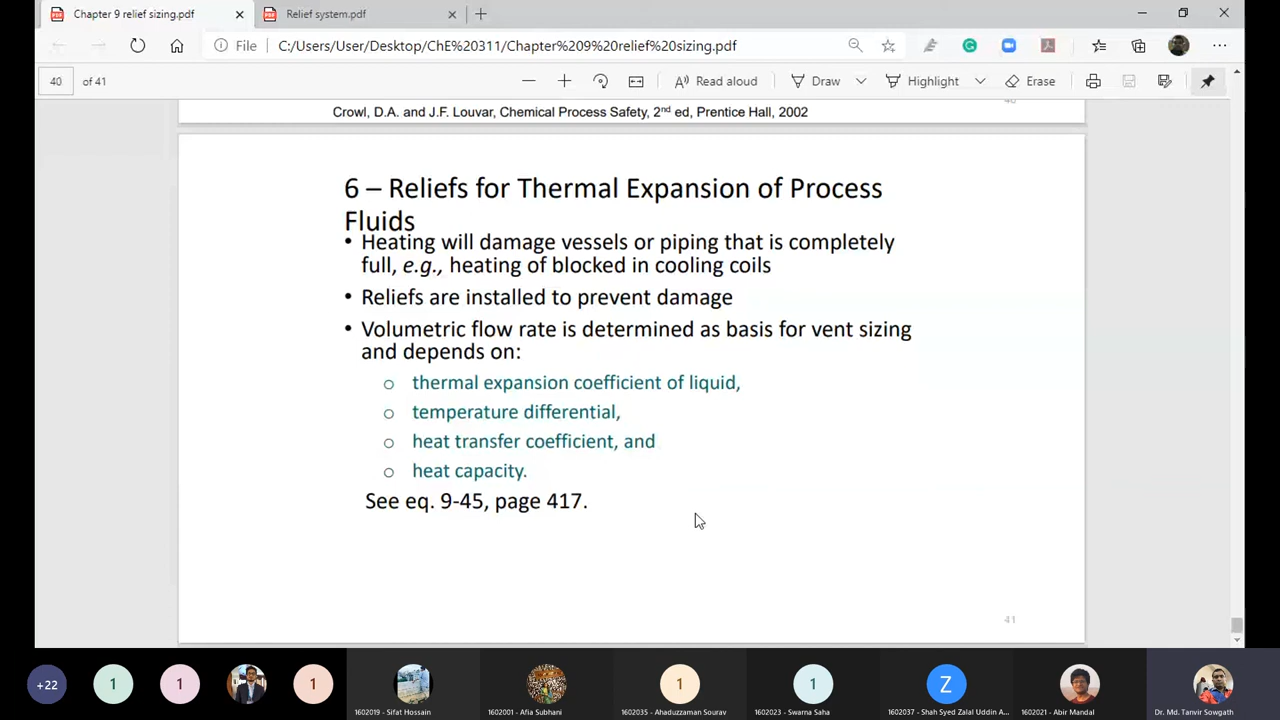 Chapter 9 relief sizing.pdf
Relief system.pdf
File
C:/Users/User/Desktop/ChE%20311/Chapter%209%20relief%20sizing.pdf
40 of 41
Read aloud
Draw
Highlight
Erase
Crowl, D.A. and J.F. Louvar, Chemical Process Safety, 2nd ed, Prentice Hall, 2002
6 – Reliefs for Thermal Expansion of Process
Fluids
• Heating will damage vessels or piping that is completely
full, e.g., heating of blocked in cooling coils
• Reliefs are installed to prevent damage
• Volumetric flow rate is determined as basis for vent sizing
and depends on:
o thermal expansion coefficient of liquid,
o temperature differential,
o heat transfer coefficient, and
o heat capacity.
See eq. 9-45, page 417.
41
+22
1
1
1
1
1
Z
1602019 - Sifat Hossain
1602001 - Afia Subhani
1602035 - Ahaduzzaman Sourav
1602023 - Swarna Saha
1602037 - Shah Syed Zalal Uddin A...
1602021 - Abir Mandal
Dr. Md. Tanvir Sowgath